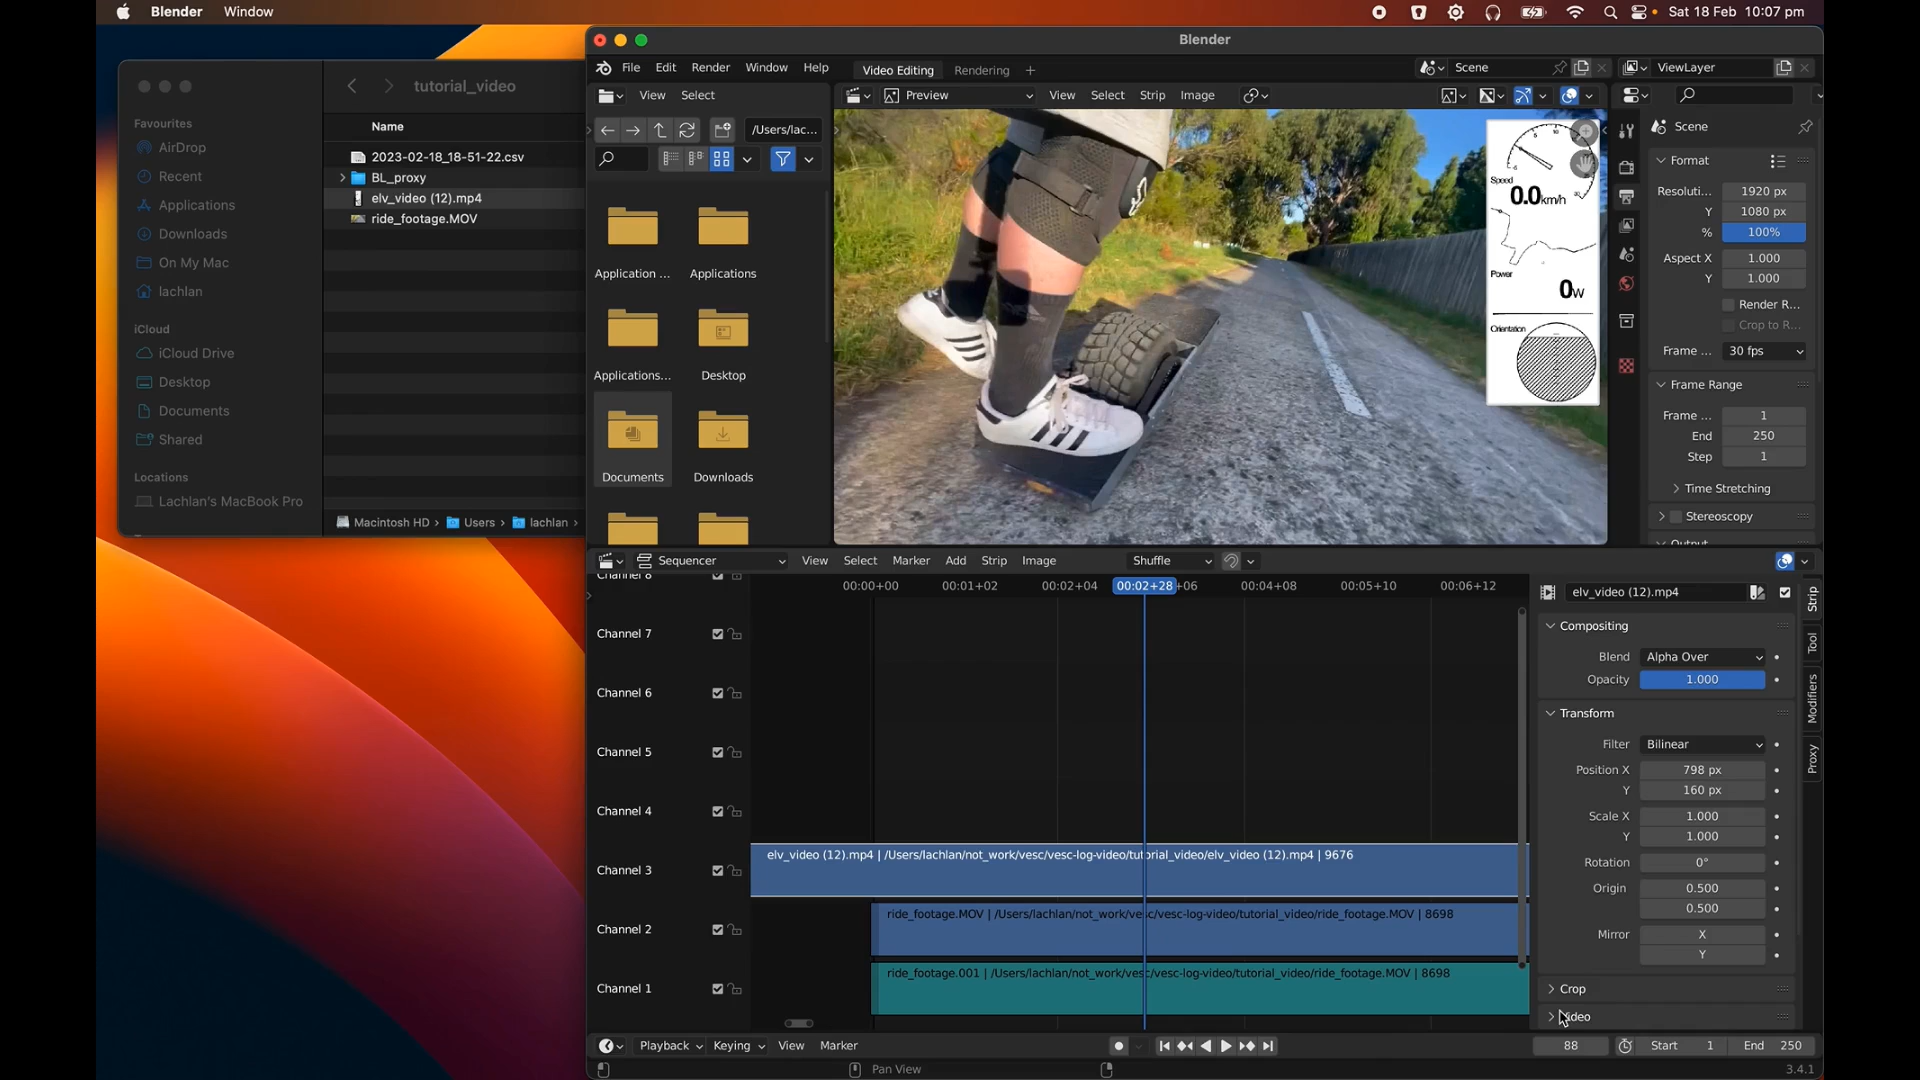 Blender Window Sat 18 Feb 10:07 pm
Blender
File Edit Render Window Help Video Editing Rendering + Scene ViewLayer
tutorial_video
Favourites
AirDrop
Recent
Applications
Downloads
On My Mac
lachlan
iCloud
iCloud Drive
Desktop
Documents
Shared
Locations
Lachlan's MacBook Pro
Name
2023-02-18_18-51-22.csv
BL_proxy
elv_video (12).mp4
ride_footage.MOV
Macintosh HD › Users › lachlan ›
View Select
/Users/lac...
Application ... Applications
Applications... Desktop
Documents Downloads
Preview View Select Strip Image
Speed
0.0km/h
Power
0w
Orientation
Scene
Format
Resoluti... 1920 px
Y 1080 px
% 100%
Aspect X 1.000
Y 1.000
Render R...
Crop to R...
Frame ... 30 fps
Frame Range
Frame ... 1
End 250
Step 1
Time Stretching
Stereoscopy
Output
Sequencer View Select Marker Add Strip Image Shuffle
00:00+00 00:01+02 00:02+04 00:02+28 +06 00:04+08 00:05+10 00:06+12
Channel 8
Channel 7
Channel 6
Channel 5
Channel 4
Channel 3
Channel 2
Channel 1
elv_video (12).mp4 | /Users/lachlan/not_work/vesc/vesc-log-video/tutorial_video/elv_video (12).mp4 | 9676
ride_footage.MOV | /Users/lachlan/not_work/vesc/vesc-log-video/tutorial_video/ride_footage.MOV | 8698
ride_footage.001 | /Users/lachlan/not_work/vesc/vesc-log-video/tutorial_video/ride_footage.MOV | 8698
elv_video (12).mp4
Compositing
Blend Alpha Over
Opacity 1.000
Transform
Filter Bilinear
Position X 798 px
Y 160 px
Scale X 1.000
Y 1.000
Rotation 0°
Origin 0.500
0.500
Mirror X
Y
Crop
Video
Strip
Tool
Modifiers
Proxy
Playback Keying View Marker 88 Start 1 End 250
Pan View 3.4.1